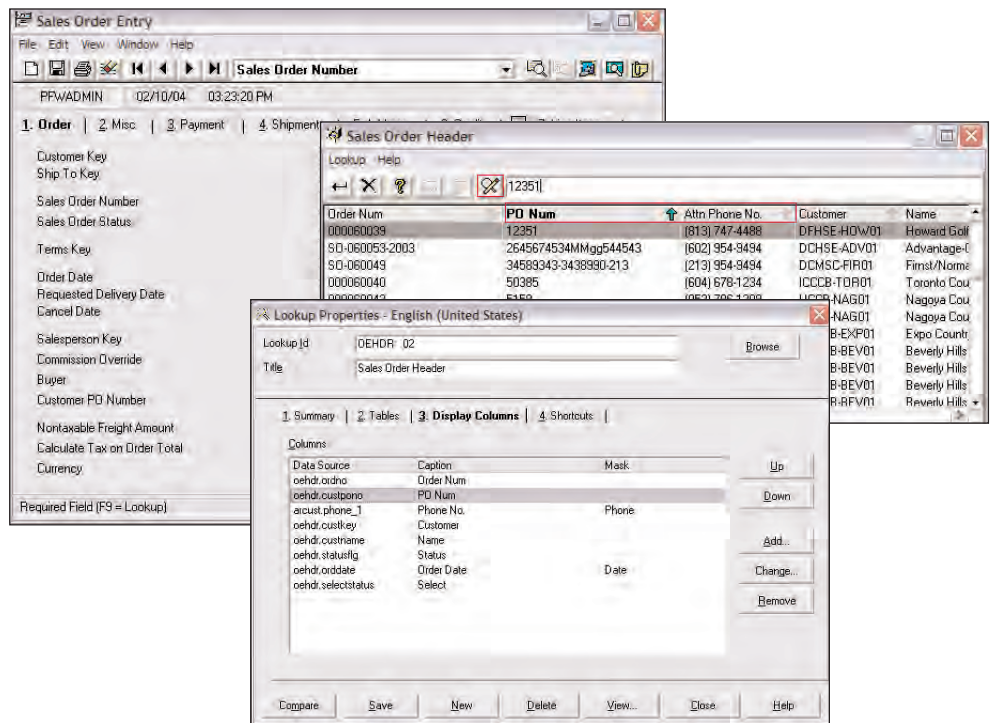 Sales Order Entry
File Edit View Window Help
Sales Order Number
PFWADMIN 02/10/04 03:23:20 PM
1. Order | 2. Misc | 3. Payment | 4. Shipment
Customer Key
Ship To Key
Sales Order Number
Sales Order Status
Terms Key
Order Date
Requested Delivery Date
Cancel Date
Salesperson Key
Commission Override
Buyer
Customer PO Number
Nontaxable Freight Amount
Calculate Tax on Order Total
Currency
Required Field (F9 = Lookup)
Sales Order Header
Lookup Help
12351
Order Num PO Num Attn Phone No. Customer Name
000060039 12351 (813) 747-4488 DFHSE-HOW01 Howard Golf
SO-060053-2003 2645674534MMgg544543 (602) 954-9494 DCHSE-ADV01 Advantage-
SO-060049 34589343-3438990-213 (213) 954-9494 DCMSC-FIR01 First/Norma
000060040 50385 (604) 678-1234 ICCCB-TOR01 Toronto Cou
-NAG01 Nagoya Cou
-NAG01 Nagoya Cou
B-EXP01 Expo Countr
B-BEV01 Beverly Hills
B-BEV01 Beverly Hills
B-BEV01 Beverly Hills
B-BEV01 Beverly Hills
Lookup Properties - English (United States)
Lookup Id OEHDR 02 Browse
Title Sales Order Header
1. Summary | 2. Tables | 3. Display Columns | 4. Shortcuts |
Columns
Data Source Caption Mask
oehdr.ordno Order Num
oehdr.custpono PO Num
arcust.phone_1 Phone No. Phone
oehdr.custkey Customer
oehdr.custname Name
oehdr.statusflg Status
oehdr.orddate Order Date Date
oehdr.selectstatus Select
Up
Down
Add...
Change...
Remove
Compare Save New Delete View... Close Help